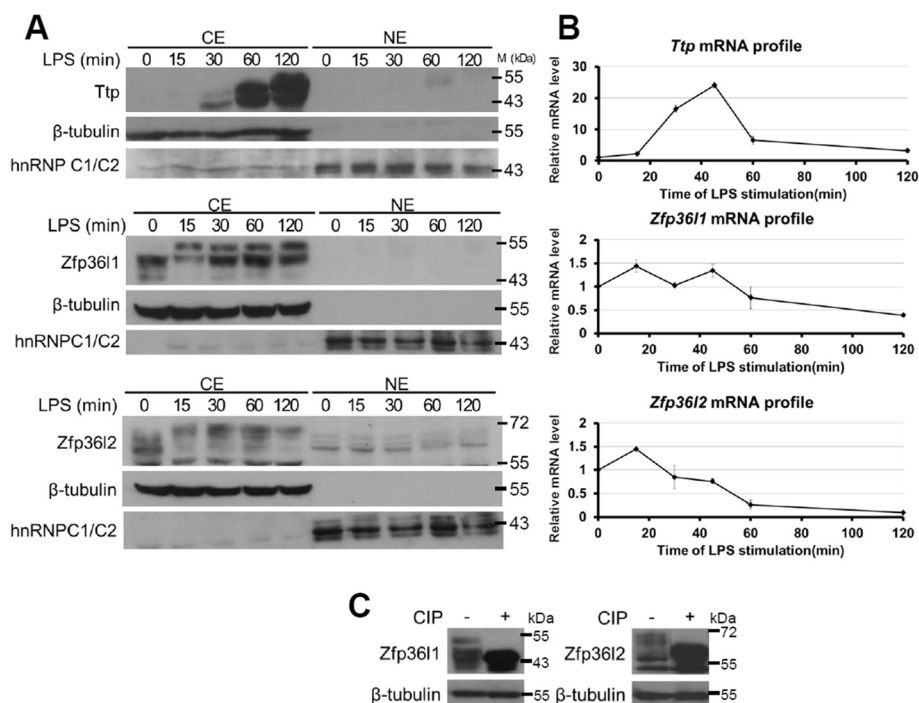 A
CE NE
LPS (min) 0 15 30 60 120 0 15 30 60 120 M (kDa)
55
Ttp
43
β-tubulin 55
hnRNP C1/C2 43
CE NE
LPS (min) 0 15 30 60 120 0 15 30 60 120
55
Zfp36l1
43
β-tubulin 55
hnRNPC1/C2 43
CE NE
LPS (min) 0 15 30 60 120 0 15 30 60 120
72
Zfp36l2
55
β-tubulin 55
43
hnRNPC1/C2
B
Ttp mRNA profile
Relative mRNA level
30
20
10
0
0 20 40 60 80 100 120
Time of LPS stimulation(min)
Zfp36l1 mRNA profile
Relative mRNA level
2
1.5
1
0.5
0
0 20 40 60 80 100 120
Time of LPS stimulation(min)
Zfp36l2 mRNA profile
Relative mRNA level
2
1.5
1
0.5
0
0 20 40 60 80 100 120
Time of LPS stimulation(min)
C
CIP - + kDa
55
Zfp36l1
43
β-tubulin 55
CIP - + kDa
72
Zfp36l2
55
β-tubulin 55